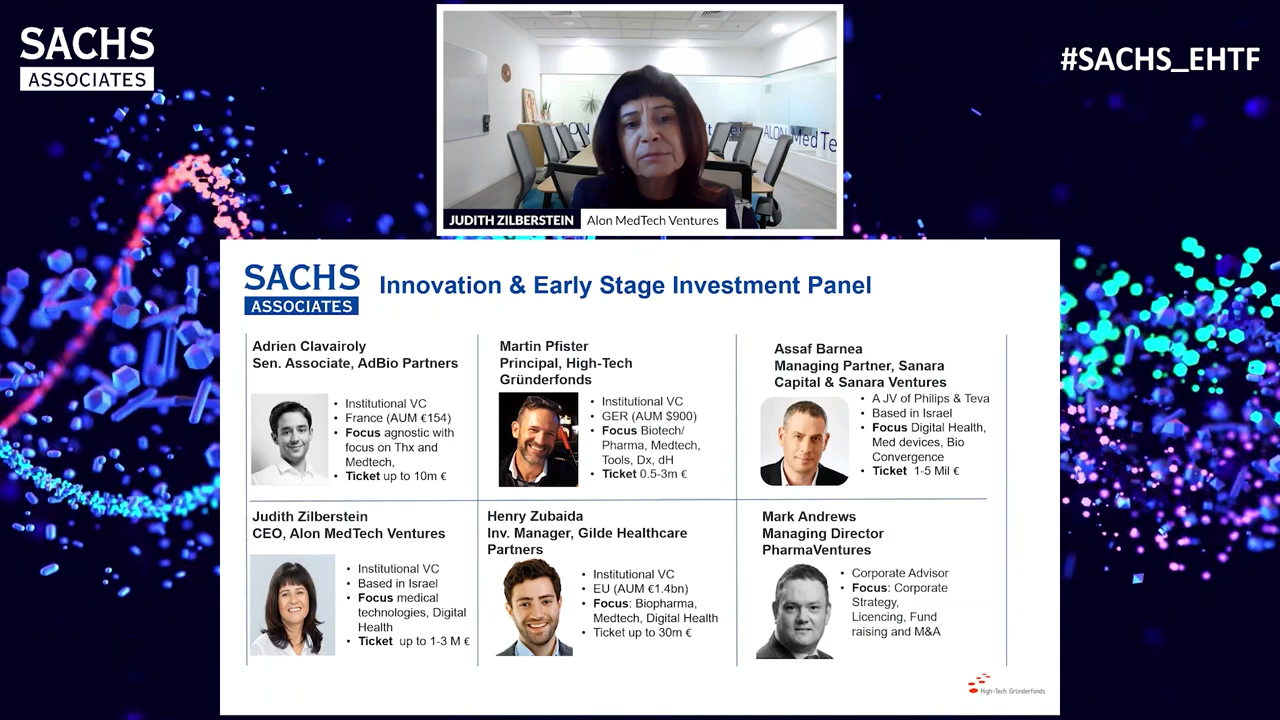 SACHS
ASSOCIATES
#SACHS_EHTF
ALON MedTe
JUDITH ZILBERSTEIN Alon MedTech Ventures
SACHS
ASSOCIATES
Innovation & Early Stage Investment Panel
Adrien Clavairoly
Sen. Associate, AdBio Partners
• Institutional VC
• France (AUM €154)
• Focus agnostic with
focus on Thx and
Medtech,
• Ticket up to 10m €
Martin Pfister
Principal, High-Tech
Gründerfonds
• Institutional VC
• GER (AUM $900)
• Focus Biotech/
Pharma, Medtech,
Tools, Dx, dH
• Ticket 0.5-3m €
Assaf Barnea
Managing Partner, Sanara
Capital & Sanara Ventures
• A JV of Philips & Teva
• Based in Israel
• Focus Digital Health,
Med devices, Bio
Convergence
• Ticket 1-5 Mil €
Judith Zilberstein
CEO, Alon MedTech Ventures
• Institutional VC
• Based in Israel
• Focus medical
technologies, Digital
Health
• Ticket up to 1-3 M €
Henry Zubaida
Inv. Manager, Gilde Healthcare
Partners
• Institutional VC
• EU (AUM €1.4bn)
• Focus: Biopharma,
Medtech, Digital Health
• Ticket up to 30m €
Mark Andrews
Managing Director
PharmaVentures
• Corporate Advisor
• Focus: Corporate
Strategy,
Licencing, Fund
raising and M&A
High-Tech Gründerfonds